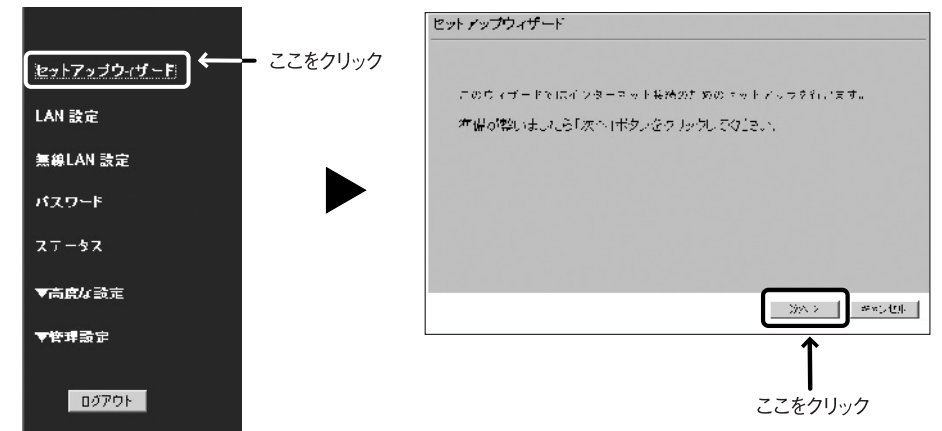 セットアップウィザード
ここをクリック
LAN 設定
無線LAN 設定
パスワード
ステータス
▼高度な設定
▼管理設定
ログアウト
セットアップウィザード
このウィザードではインターネット接続のためのセットアップを行います。
準備が整いましたら「次へ」ボタンをクリックしてください。
次へ >
キャンセル
ここをクリック